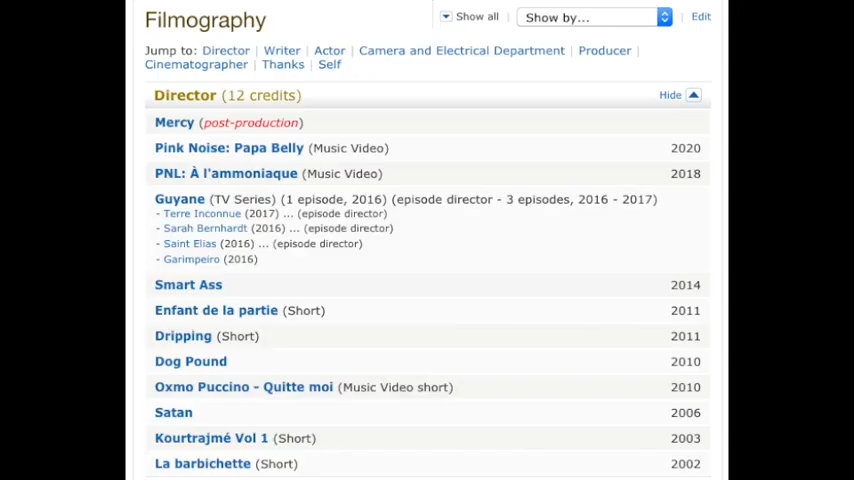 Filmography
Show all | Show by... | Edit
Jump to: Director | Writer | Actor | Camera and Electrical Department | Producer |
Cinematographer | Thanks | Self
Director (12 credits) Hide
Mercy (post-production)
Pink Noise: Papa Belly (Music Video) 2020
PNL: À l'ammoniaque (Music Video) 2018
Guyane (TV Series) (1 episode, 2016) (episode director - 3 episodes, 2016 - 2017)
- Terre Inconnue (2017) ... (episode director)
- Sarah Bernhardt (2016) ... (episode director)
- Saint Elias (2016) ... (episode director)
- Garimpeiro (2016)
Smart Ass 2014
Enfant de la partie (Short) 2011
Dripping (Short) 2011
Dog Pound 2010
Oxmo Puccino - Quitte moi (Music Video short) 2010
Satan 2006
Kourtrajmé Vol 1 (Short) 2003
La barbichette (Short) 2002